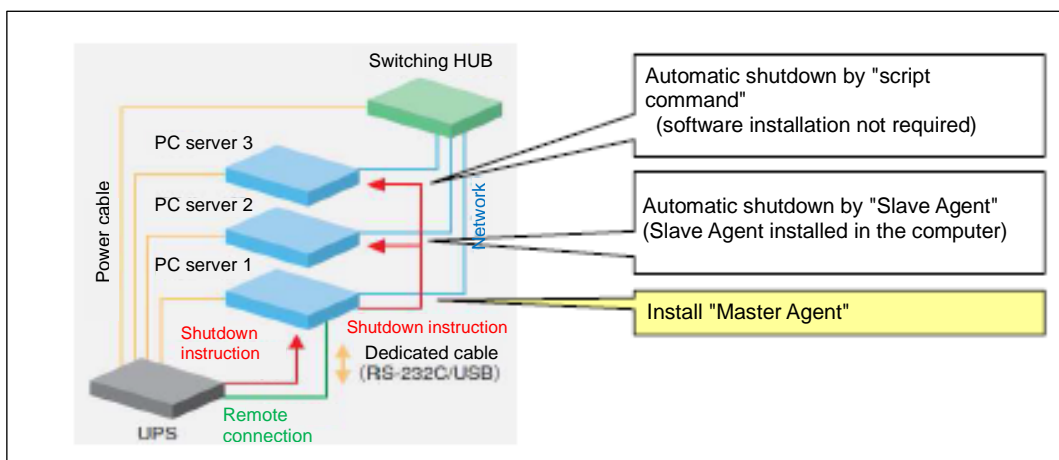 Switching HUB
PC server 3
PC server 2
PC server 1
Power cable
Network
Shutdown
instruction
Shutdown instruction
Dedicated cable
(RS-232C/USB)
Remote
connection
UPS
Automatic shutdown by "script
command"
(software installation not required)
Automatic shutdown by "Slave Agent"
(Slave Agent installed in the computer)
Install "Master Agent"